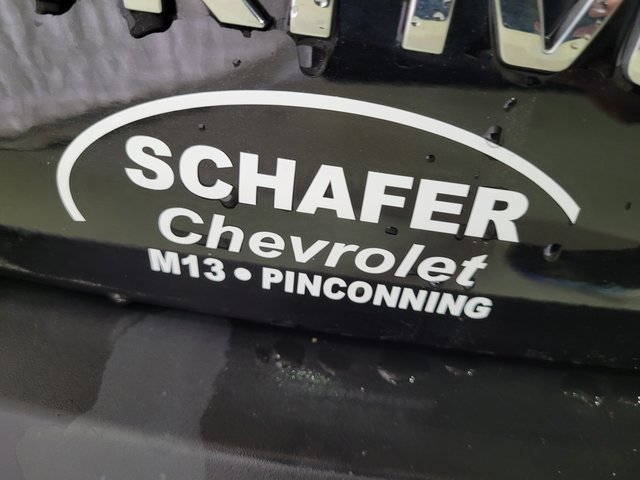 SCHAFER
Chevrolet
M13 • PINCONNING